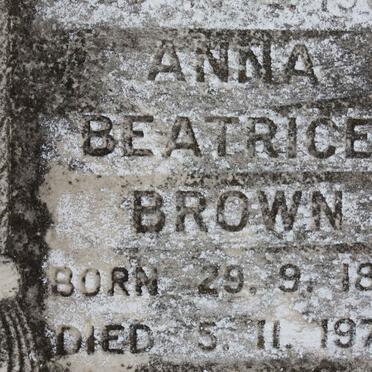 ANNA
BEATRICE
BROWN
BORN 29. 9. 18
DIED 5. 11. 197